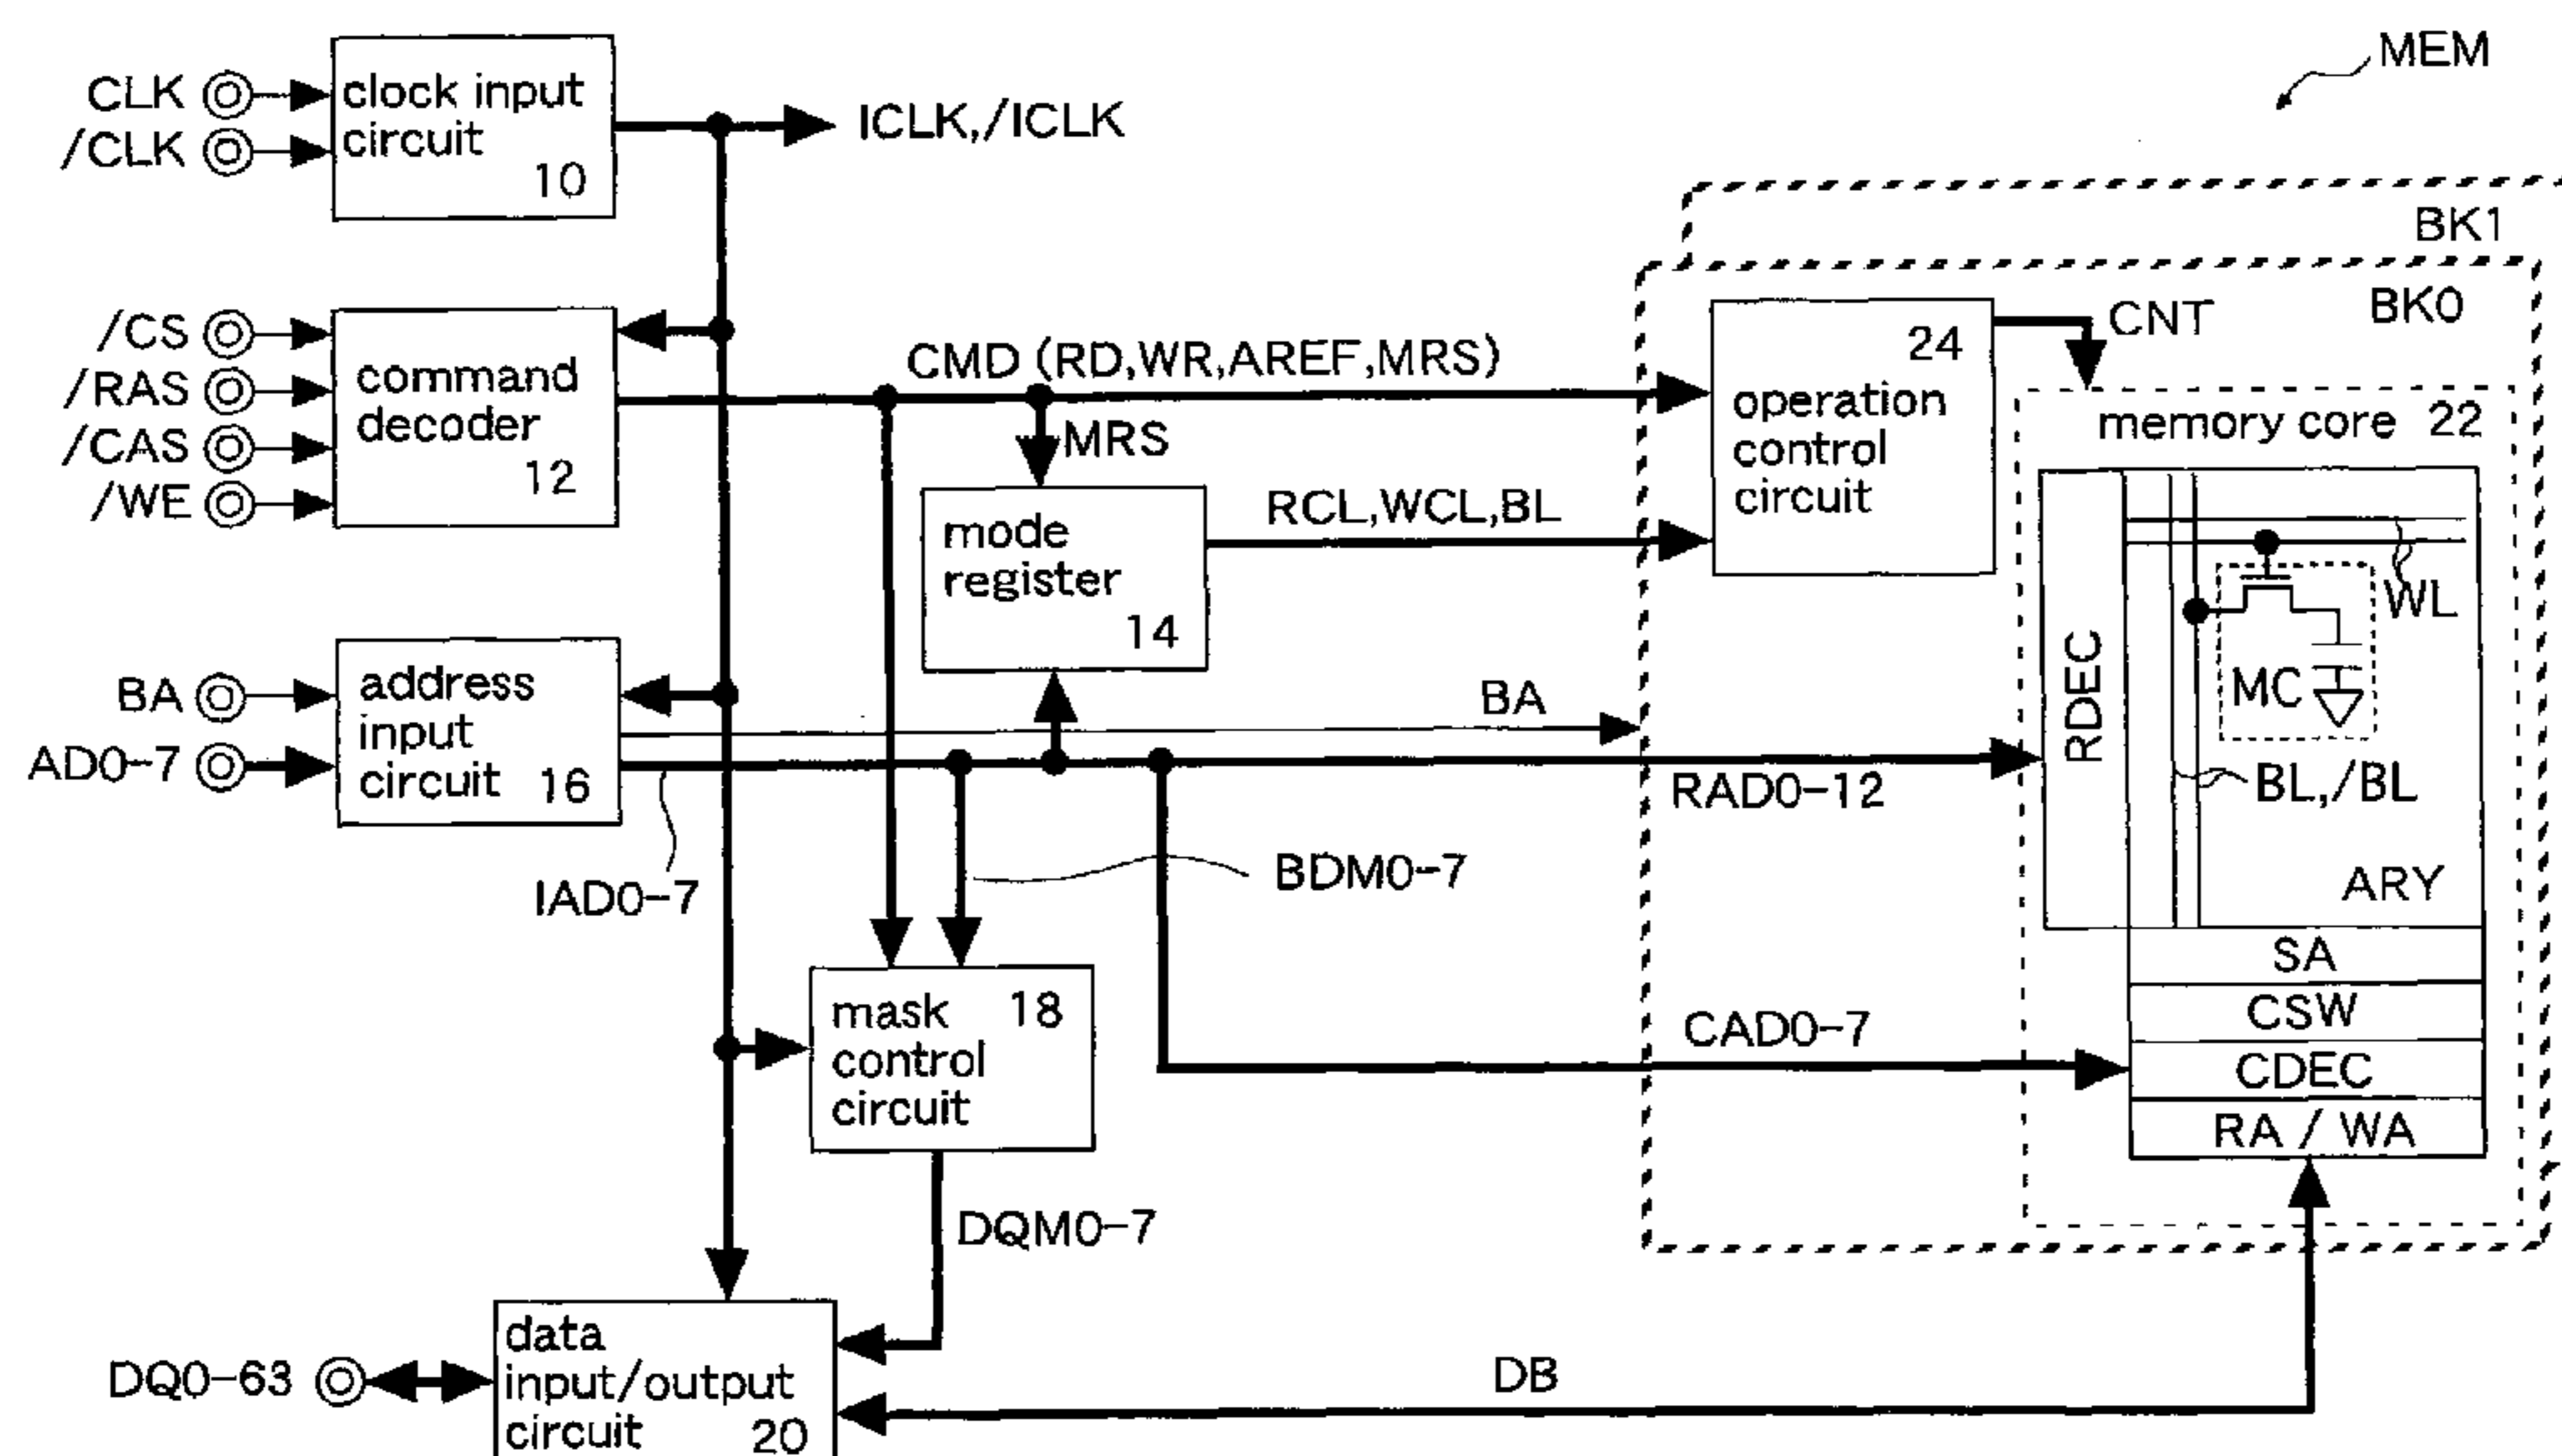 MEM
CLK
/CLK
clock input
circuit
10
ICLK,/ICLK
BK1
BK0
/CS
/RAS
/CAS
/WE
command
decoder
12
CMD (RD,WR,AREF,MRS)
MRS
24
operation
control
circuit
CNT
memory core 22
mode
register
14
RCL,WCL,BL
RDEC
WL
MC
BL,/BL
ARY
SA
CSW
CDEC
RA / WA
BA
AD0-7
address
input
circuit 16
BA
RAD0-12
IAD0-7
BDM0-7
mask 18
control
circuit
CAD0-7
DQM0-7
DQ0-63
data
input/output
circuit 20
DB